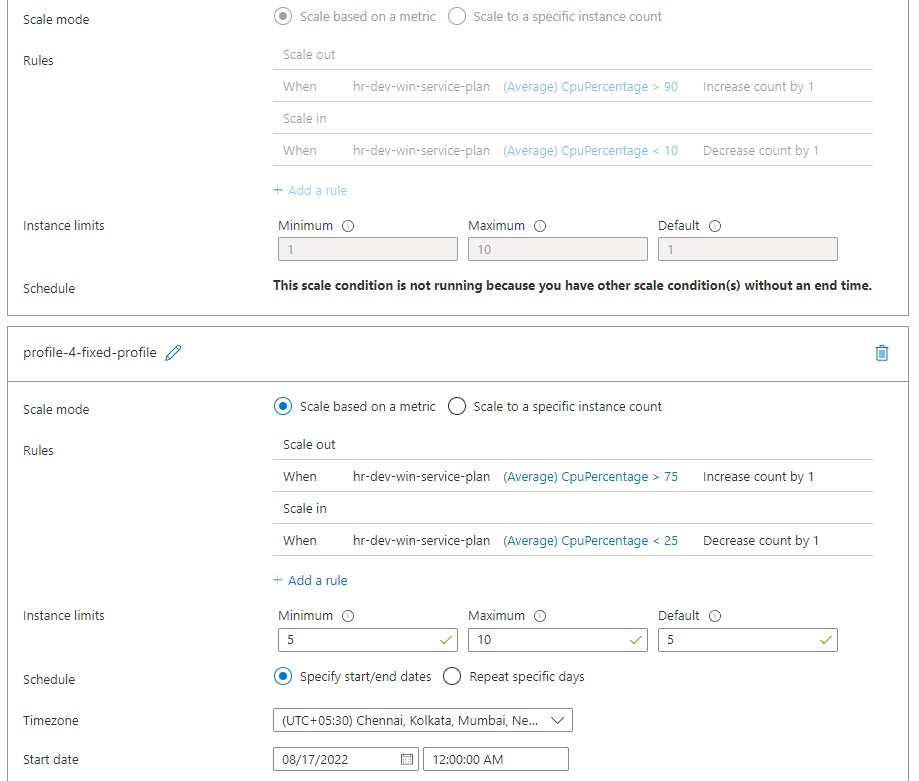 Scale mode Scale based on a metric Scale to a specific instance count
Rules Scale out
When hr-dev-win-service-plan (Average) CpuPercentage > 90 Increase count by 1
Scale in
When hr-dev-win-service-plan (Average) CpuPercentage < 10 Decrease count by 1
+ Add a rule
Instance limits Minimum Maximum Default
1 10 1
Schedule This scale condition is not running because you have other scale condition(s) without an end time.
profile-4-fixed-profile
Scale mode Scale based on a metric Scale to a specific instance count
Rules Scale out
When hr-dev-win-service-plan (Average) CpuPercentage > 75 Increase count by 1
Scale in
When hr-dev-win-service-plan (Average) CpuPercentage < 25 Decrease count by 1
+ Add a rule
Instance limits Minimum Maximum Default
5 10 5
Schedule Specify start/end dates Repeat specific days
Timezone (UTC+05:30) Chennai, Kolkata, Mumbai, Ne...
Start date 08/17/2022 12:00:00 AM